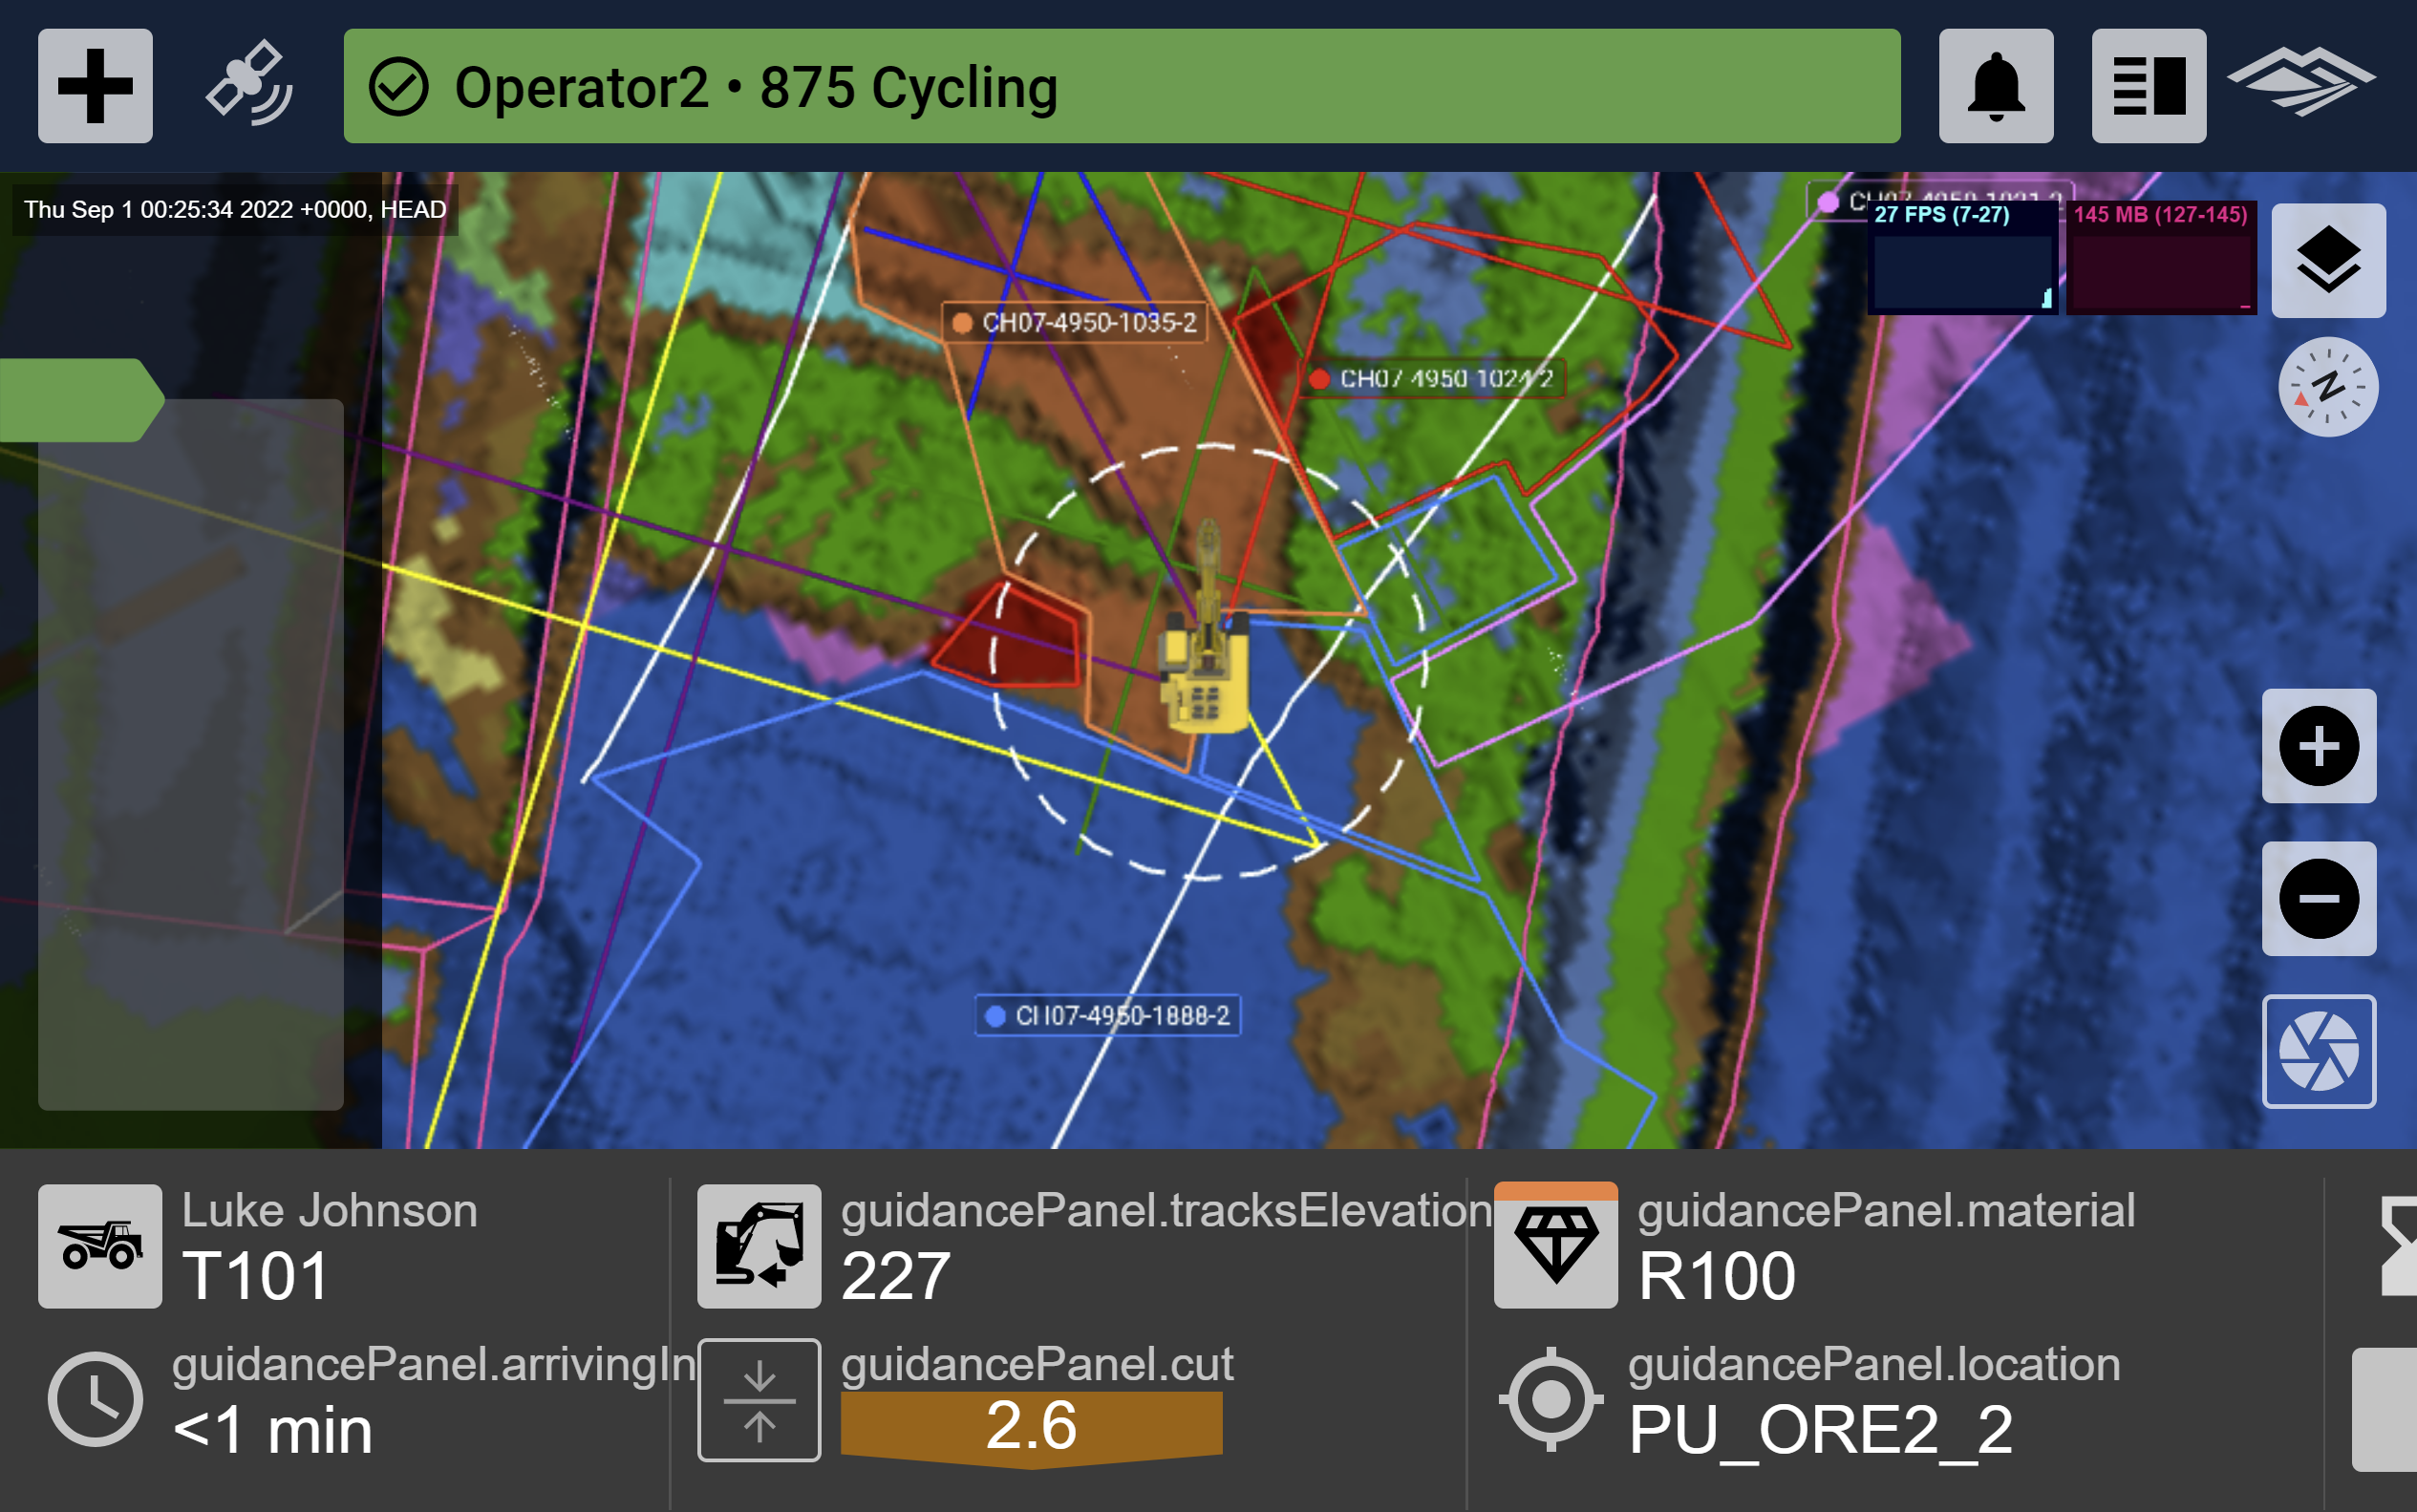 Operator2 • 875 Cycling
Thu Sep 1 00:25:34 2022 +0000, HEAD
27 FPS (7-27)
145 MB (127-145)
CH07-4950-1035-2
CH07 4950 1024 2
N
CH07-4950-1888-2
Luke Johnson
T101
guidancePanel.arrivingIn
<1 min
guidancePanel.tracksElevation
227
guidancePanel.cut
2.6
guidancePanel.material
R100
guidancePanel.location
PU_ORE2_2